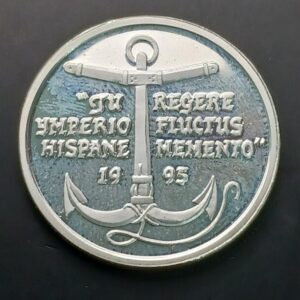 "TU REGERE
YMPERIO FLUCTUS
HISPANE MEMENTO"
1995